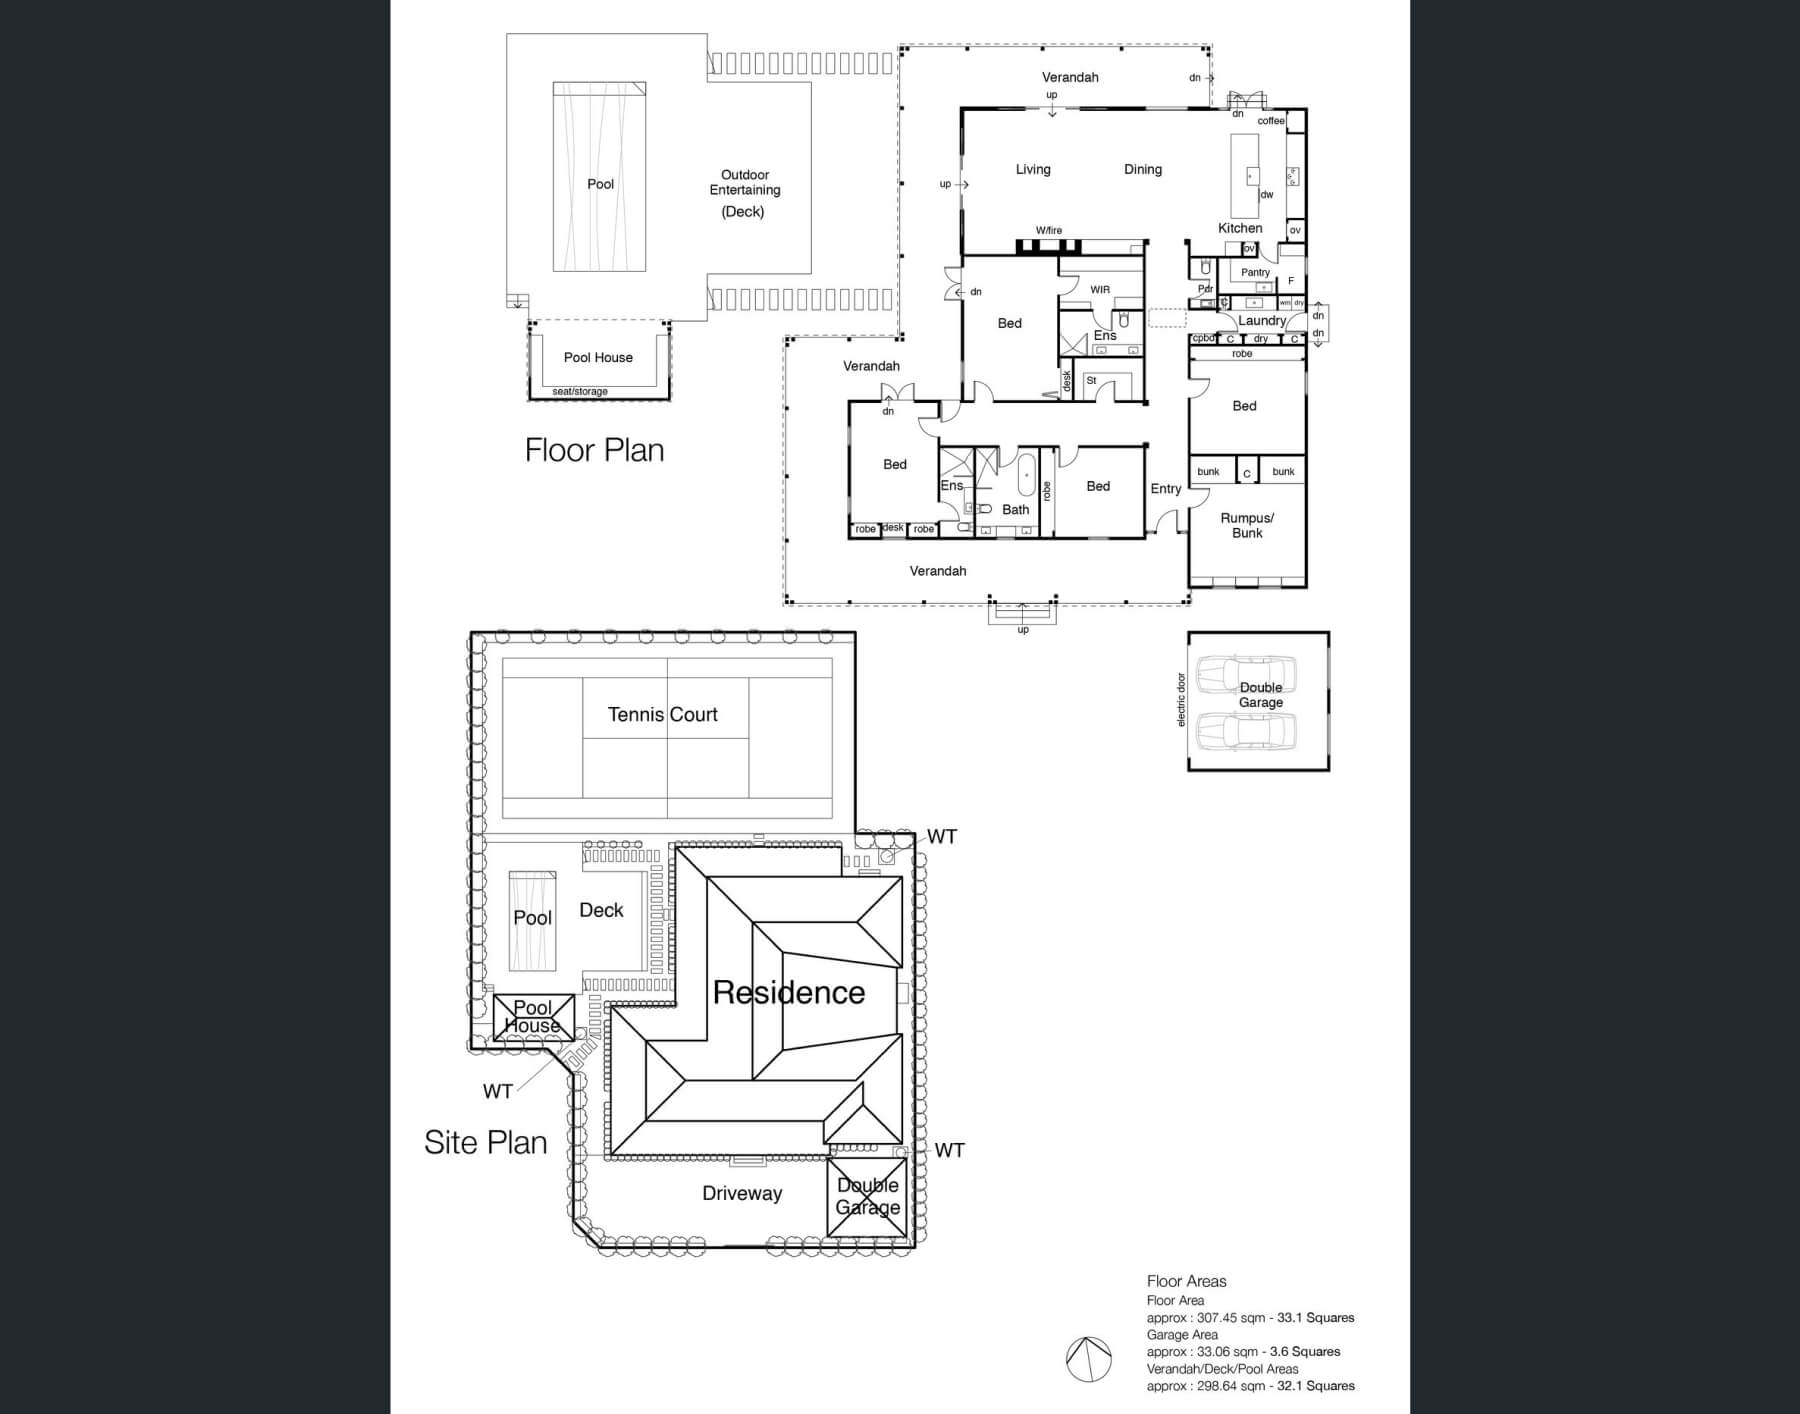 Verandah
dn
up
dn
coffee
Pool
Outdoor
Entertaining
(Deck)
Living
Dining
up
dw
W/fire
Kitchen
ov
ov
Pantry
F
dn
WIR
Pdr
wm
dry
dn
dn
Bed
Ens
Laundry
cpbd
C
dry
C
robe
Pool House
seat/storage
Verandah
desk
St
dn
Bed
Floor Plan
Bed
Ens
Bath
robe
Bed
Entry
bunk
C
bunk
Rumpus/
Bunk
robe
desk
robe
Verandah
up
electric door
Double
Garage
Tennis Court
WT
Pool
Deck
Residence
Pool
House
WT
Site Plan
WT
Driveway
Double
Garage
Floor Areas
Floor Area
approx : 307.45 sqm - 33.1 Squares
Garage Area
approx : 33.06 sqm - 3.6 Squares
Verandah/Deck/Pool Areas
approx : 298.64 sqm - 32.1 Squares